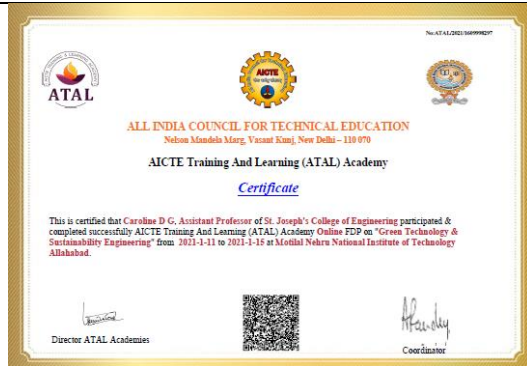 No:ATAL/2021/1609998297
ATAL
AICTE
ALL INDIA COUNCIL FOR TECHNICAL EDUCATION
Nelson Mandela Marg, Vasant Kunj, New Delhi – 110 070
AICTE Training And Learning (ATAL) Academy
Certificate
This is certified that Caroline D G, Assistant Professor of St. Joseph's College of Engineering participated &
completed successfully AICTE Training And Learning (ATAL) Academy Online FDP on "Green Technology &
Sustainability Engineering" from 2021-1-11 to 2021-1-15 at Motilal Nehru National Institute of Technology
Allahabad.
Director ATAL Academies
Coordinator